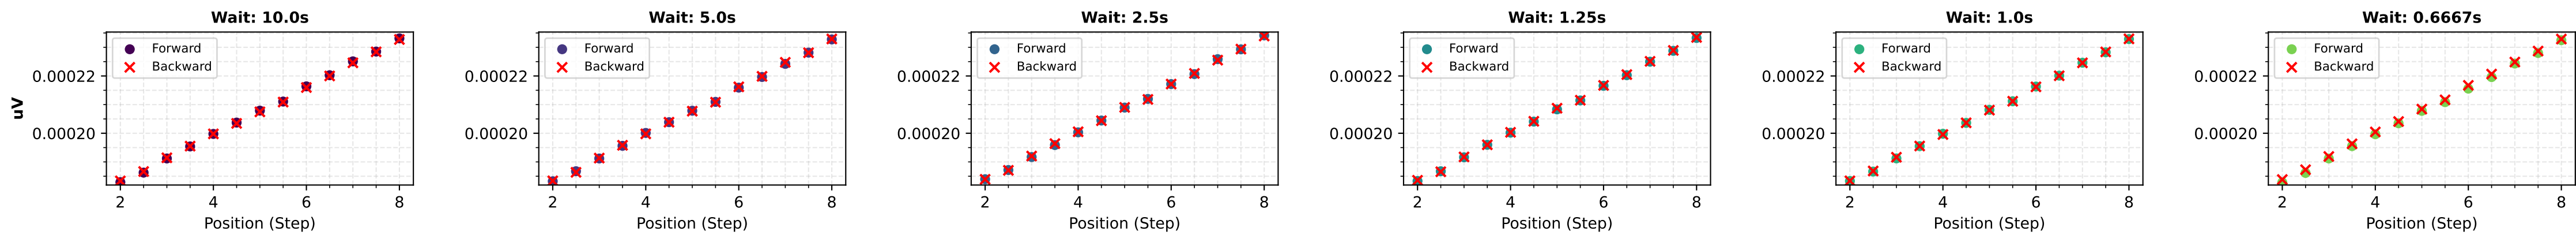 Wait: 10.0s
Wait: 5.0s
Wait: 2.5s
Wait: 1.25s
Wait: 1.0s
Wait: 0.6667s
uV
0.00022
0.00020
Forward
Backward
2 4 6 8
Position (Step)
0.00022
0.00020
Forward
Backward
2 4 6 8
Position (Step)
0.00022
0.00020
Forward
Backward
2 4 6 8
Position (Step)
0.00022
0.00020
Forward
Backward
2 4 6 8
Position (Step)
0.00022
0.00020
Forward
Backward
2 4 6 8
Position (Step)
0.00022
0.00020
Forward
Backward
2 4 6 8
Position (Step)